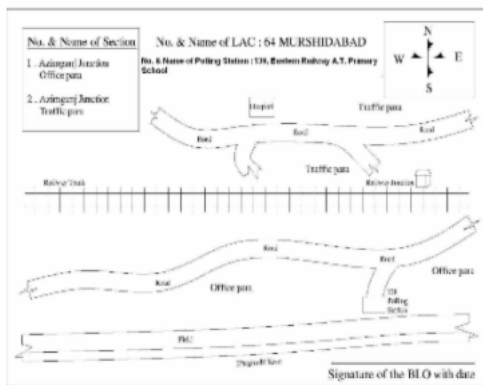 No. & Name of Section
1 . Azimganj Junction
Office para
2 . Azimganj Junction
Traffic para
No. & Name of LAC : 64 MURSHIDABAD
No. & Name of Polling Station : 139, Eastern Railway A.T. Primary
School
N
W E
S
Hospital
Traffic para
Road
Road
Road
Traffic para
Railway Track
Railway Junction
Road
Road
Road
Office para
Office para
Polling
Station
Field
River
Signature of the BLO with date